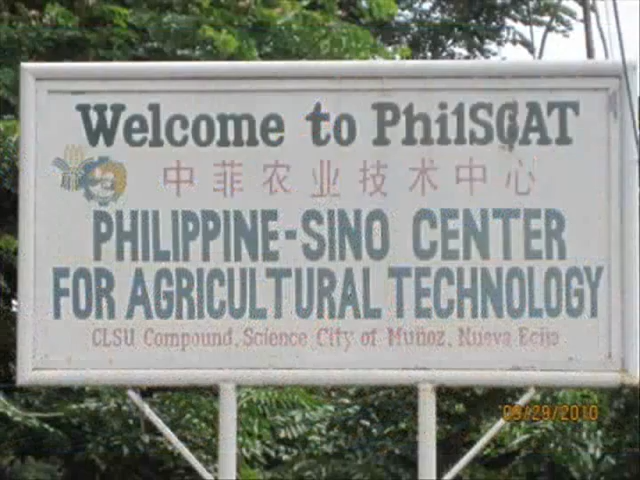 Welcome to PhilSCAT
中菲农业技术中心
PHILIPPINE-SINO CENTER
FOR AGRICULTURAL TECHNOLOGY
CLSU Compound, Science City of Muñoz, Nueva Ecija
09/29/2010